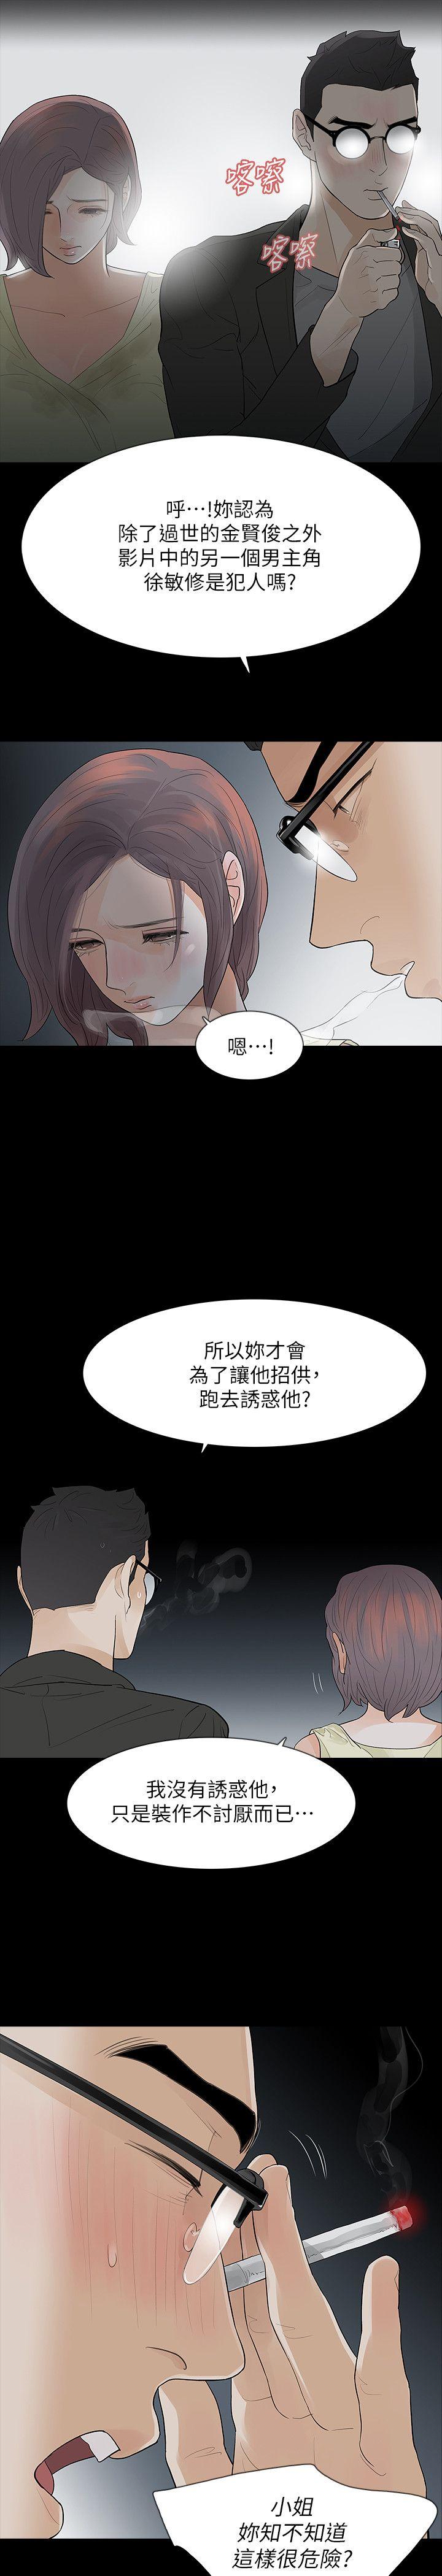 喀嚓
喀嚓
呼…!妳認為
除了過世的金賢俊之外
影片中的另一個男主角
徐敏修是犯人嗎?
嗯…!
所以妳才會
為了讓他招供,
跑去誘惑他?
我沒有誘惑他,
只是裝作不討厭而已…
小姐
妳知不知道
這樣很危險?